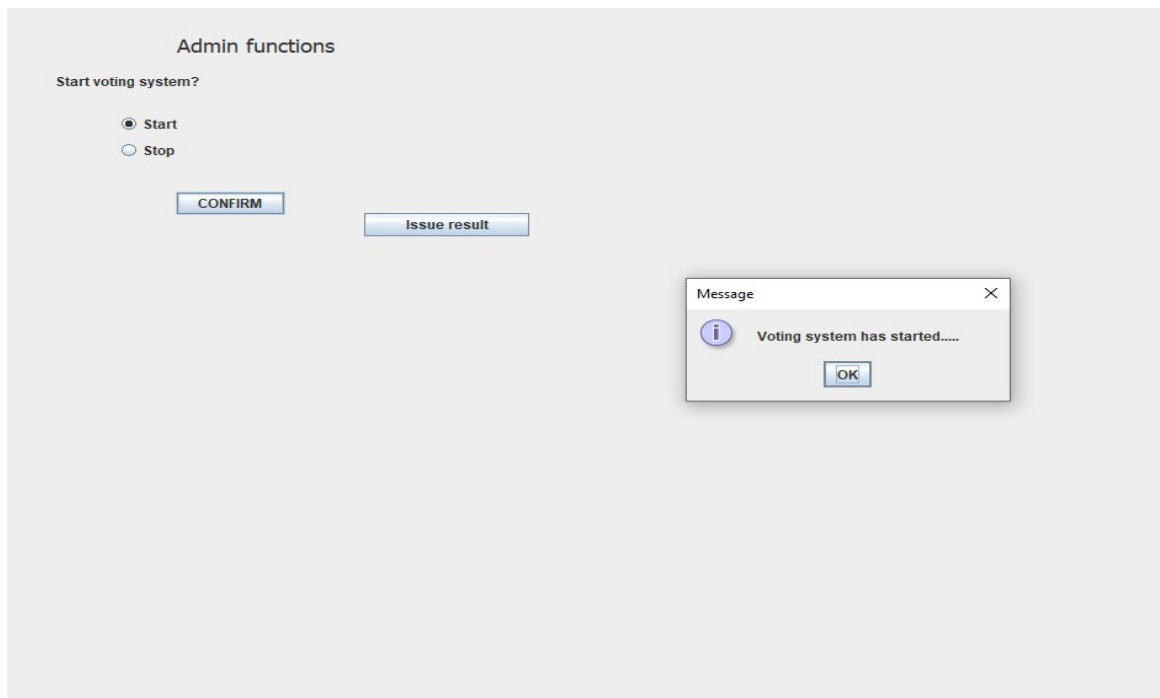 Admin functions
Start voting system?
Start
Stop
CONFIRM
Issue result
Message
i
Voting system has started.....
OK